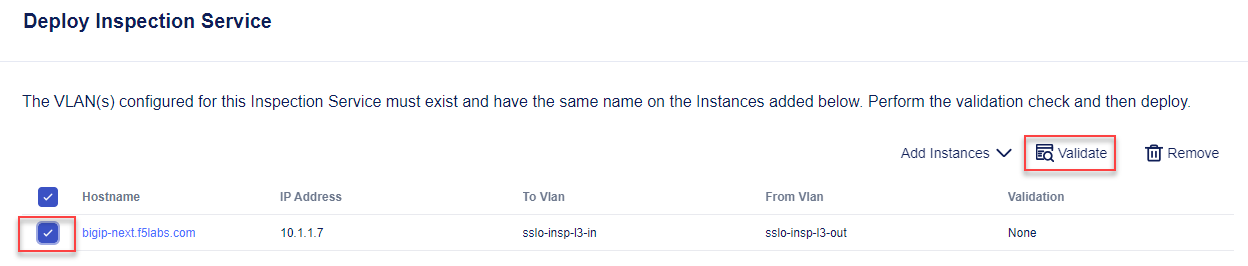 Deploy Inspection Service
The VLAN(s) configured for this Inspection Service must exist and have the same name on the Instances added below. Perform the validation check and then deploy.
Add Instances Validate Remove
Hostname IP Address To Vlan From Vlan Validation
bigip-next.f5labs.com 10.1.1.7 sslo-insp-l3-in sslo-insp-l3-out None